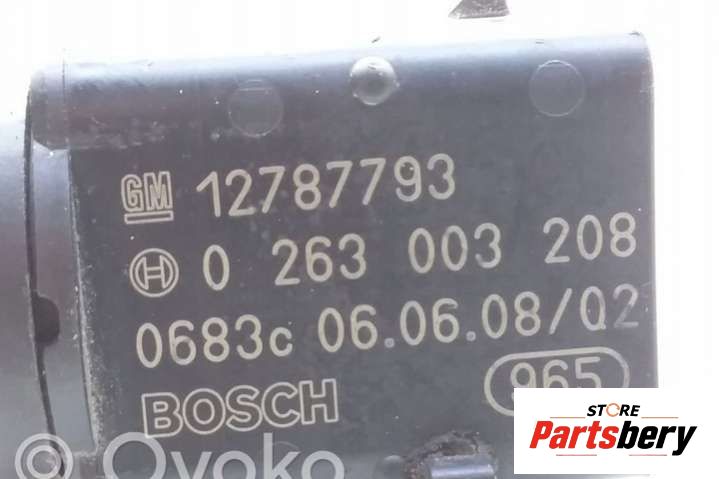 GM 12787793
0 263 003 208
0683c 06.06.08/Q2
BOSCH 965
STORE
Partsbery
Ovoko